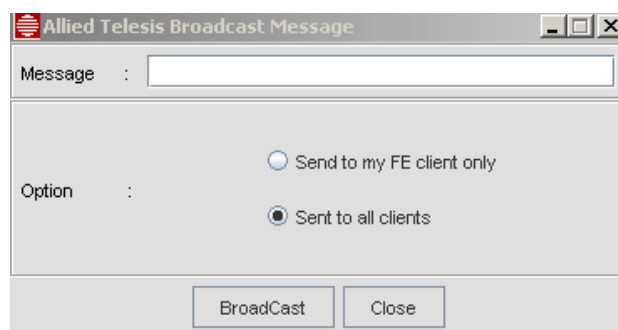 Allied Telesis Broadcast Message
Message :
Send to my FE client only
Option :
Sent to all clients
BroadCast Close